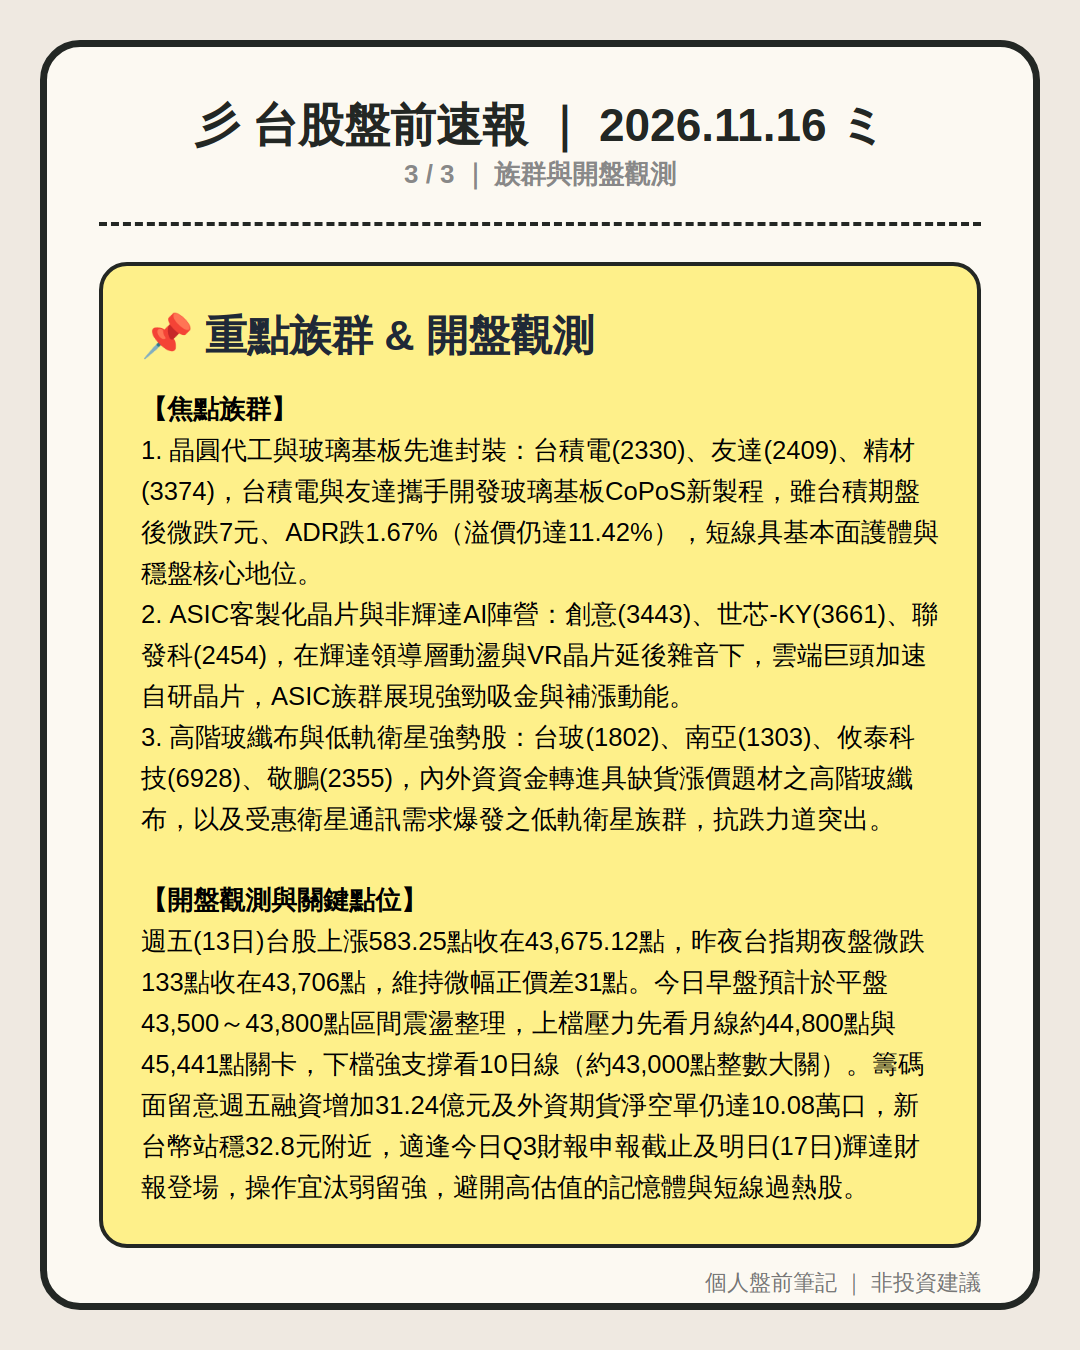 彡 台股盤前速報 ｜ 2026.11.16 ミ
3 / 3 ｜ 族群與開盤觀測
📌 重點族群 & 開盤觀測
【焦點族群】
1. 晶圓代工與玻璃基板先進封裝：台積電(2330)、友達(2409)、精材
(3374)，台積電與友達攜手開發玻璃基板CoPoS新製程，雖台積期盤
後微跌7元、ADR跌1.67%（溢價仍達11.42%），短線具基本面護體與
穩盤核心地位。
2. ASIC客製化晶片與非輝達AI陣營：創意(3443)、世芯-KY(3661)、聯
發科(2454)，在輝達領導層動盪與VR晶片延後雜音下，雲端巨頭加速
自研晶片，ASIC族群展現強勁吸金與補漲動能。
3. 高階玻纖布與低軌衛星強勢股：台玻(1802)、南亞(1303)、攸泰科
技(6928)、敬鵬(2355)，內外資資金轉進具缺貨漲價題材之高階玻纖
布，以及受惠衛星通訊需求爆發之低軌衛星族群，抗跌力道突出。
【開盤觀測與關鍵點位】
週五(13日)台股上漲583.25點收在43,675.12點，昨夜台指期夜盤微跌
133點收在43,706點，維持微幅正價差31點。今日早盤預計於平盤
43,500～43,800點區間震盪整理，上檔壓力先看月線約44,800點與
45,441點關卡，下檔強支撐看10日線（約43,000點整數大關）。籌碼
面留意週五融資增加31.24億元及外資期貨淨空單仍達10.08萬口，新
台幣站穩32.8元附近，適逢今日Q3財報申報截止及明日(17日)輝達財
報登場，操作宜汰弱留強，避開高估值的記憶體與短線過熱股。
個人盤前筆記 ｜ 非投資建議